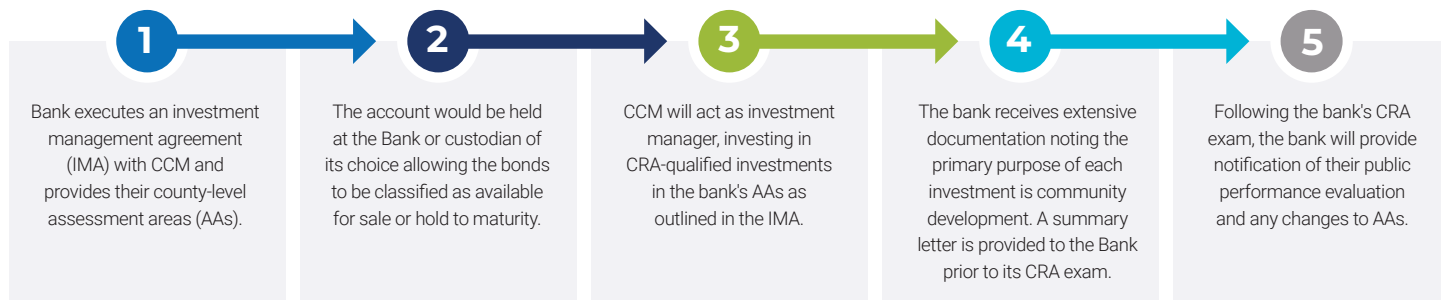 1
Bank executes an investment
management agreement
(IMA) with CCM and
provides their county-level
assessment areas (AAs).
2
The account would be held
at the Bank or custodian of
its choice allowing the bonds
to be classified as available
for sale or hold to maturity.
3
CCM will act as investment
manager, investing in
CRA-qualified investments
in the bank's AAs as
outlined in the IMA.
4
The bank receives extensive
documentation noting the
primary purpose of each
investment is community
development. A summary
letter is provided to the Bank
prior to its CRA exam.
5
Following the bank's CRA
exam, the bank will provide
notification of their public
performance evaluation
and any changes to AAs.